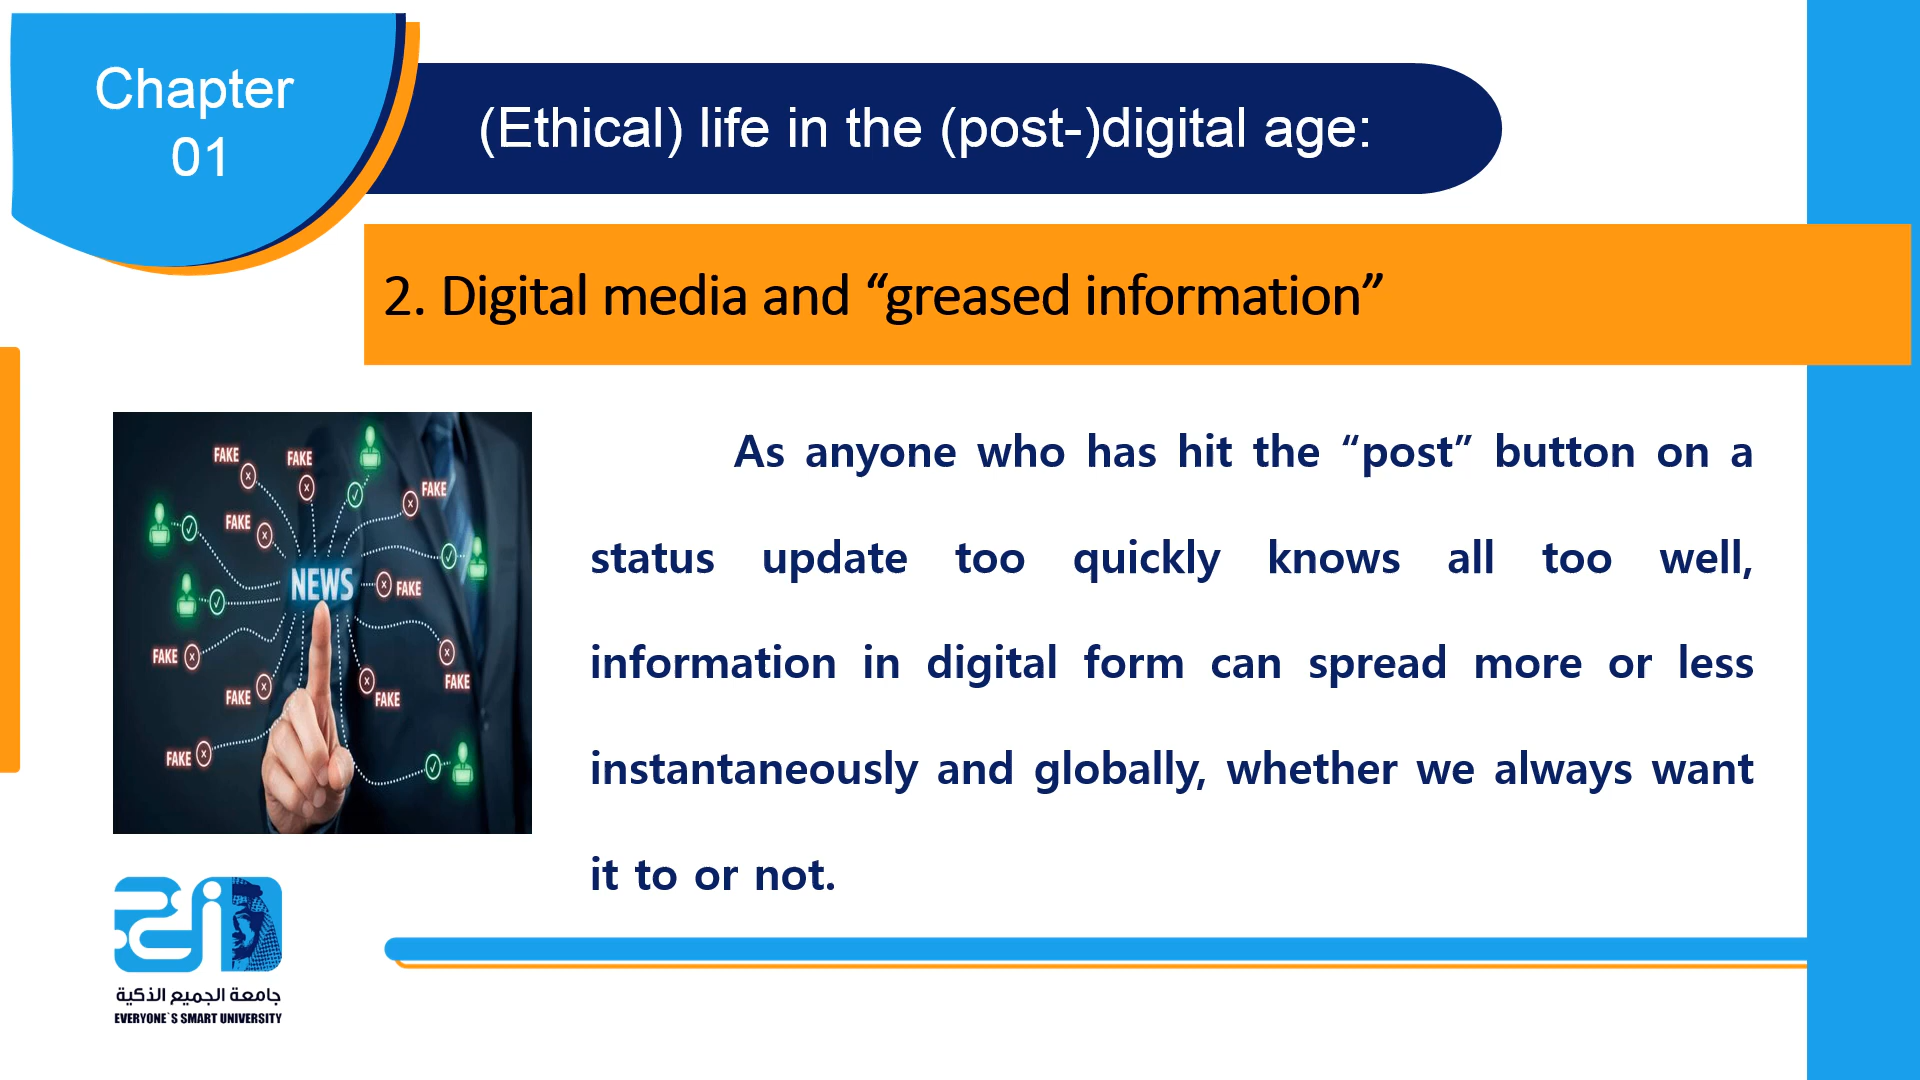 Chapter
01
(Ethical) life in the (post-)digital age:
2. Digital media and “greased information”
As anyone who has hit the “post” button on a
status update too quickly knows all too well,
information in digital form can spread more or less
instantaneously and globally, whether we always want
it to or not.
FAKE
FAKE
FAKE
FAKE
NEWS
FAKE
FAKE
FAKE
FAKE
FAKE
FAKE
جامعة الجميع الذكية
EVERYONE`S SMART UNIVERSITY